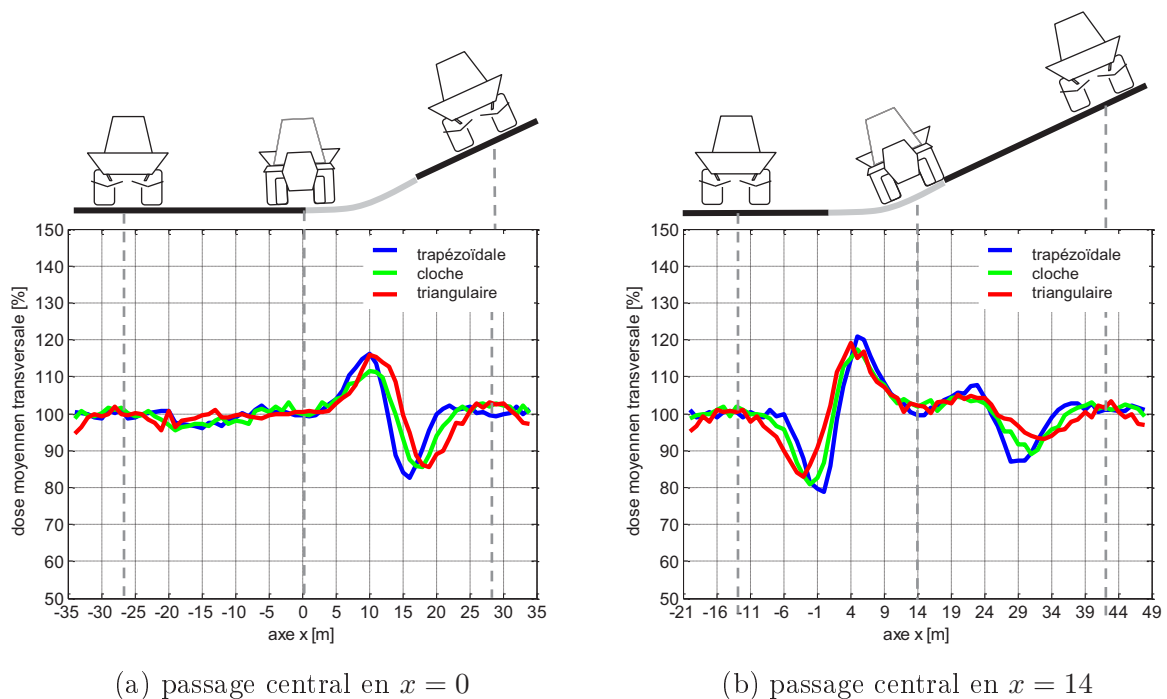 150
140
130
120
110
100
90
80
70
60
50
dose moyennent transversale [%]
trapézoïdale
cloche
triangulaire
-35 -30 -25 -20 -15 -10 -5 0 5 10 15 20 25 30 35
axe x [m]
(a) passage central en x = 0
150
140
130
120
110
100
90
80
70
60
50
dose moyennent transversale [%]
trapézoïdale
cloche
triangulaire
-21 -16 -11 -6 -1 4 9 14 19 24 29 34 39 44 49
axe x [m]
(b) passage central en x = 14